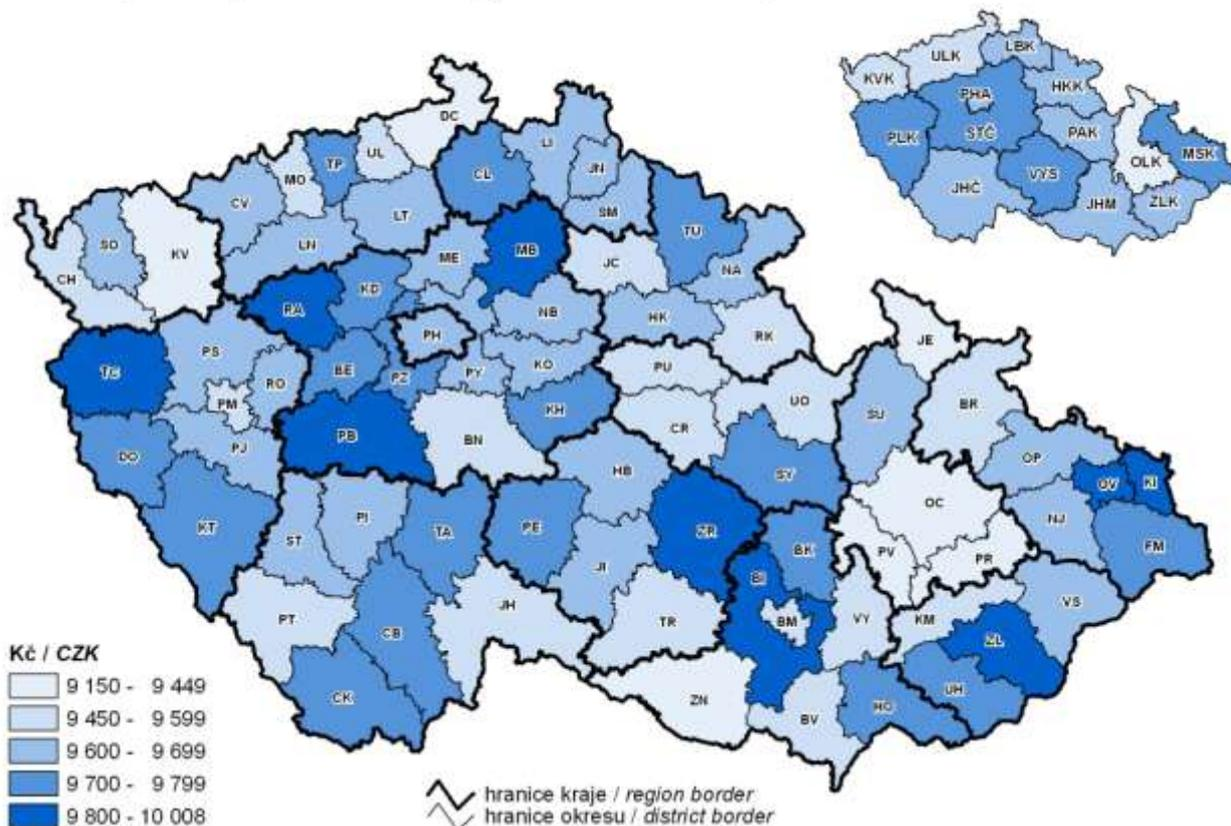 DC
LBK
ULK
KVK
HKK
PHA
LI
UL
TP
JN
MO
CL
STČ
PAK
PLK
MSK
OLK
CV
LT
SM
VYS
JHČ
TU
SO
JHM
ZLK
LN
KV
MB
ME
JC
CH
NA
KD
RA
NB
HK
PH
RK
JE
PS
KO
PU
TC
RO
BE
PZ
PY
BR
PM
KH
UO
SU
CR
PB
BN
PJ
DO
OP
HB
SY
OV
KI
OC
PI
NJ
KT
TA
PE
ZR
ST
BK
FM
PV
PR
JI
BI
VS
JH
PT
CB
TR
BM
VY
KM
ZL
Kč / CZK
9 150 - 9 449
9 450 - 9 599
9 600 - 9 699
9 700 - 9 799
9 800 - 10 008
CK
ZN
UH
BV
HO
hranice kraje / region border
hranice okresu / district border